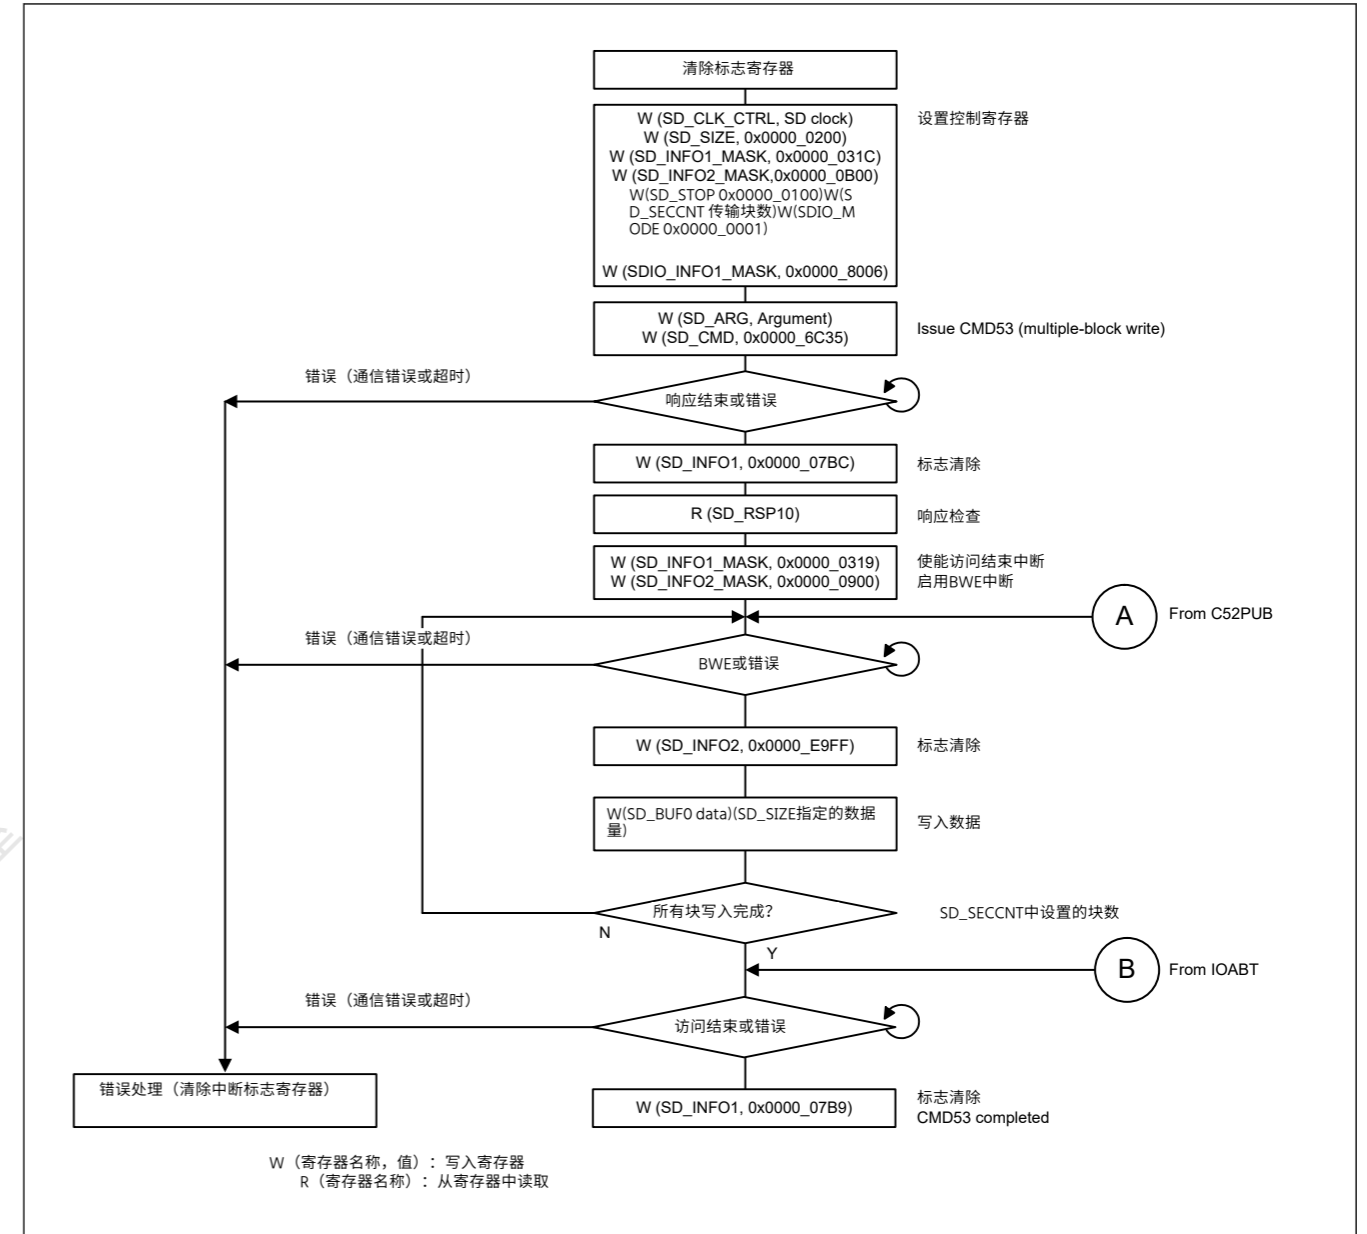 清除标志寄存器
W (SD_CLK_CTRL, SD clock)
设置控制寄存器
W (SD_SIZE, 0x0000_0200)
W (SD_INFO1_MASK, 0x0000_031C)
W (SD_INFO2_MASK,0x0000_0B00)
W(SD_STOP 0x0000_0100)W(S
D_SECCNT 传输块数)W(SDIO_M
ODE 0x0000_0001)
W (SDIO_INFO1_MASK, 0x0000_8006)
W (SD_ARG, Argument)
W (SD_CMD, 0x0000_6C35)
Issue CMD53 (multiple-block write)
错误（通信错误或超时）
响应结束或错误
W (SD_INFO1, 0x0000_07BC)
标志清除
R (SD_RSP10)
响应检查
W (SD_INFO1_MASK, 0x0000_0319)
W (SD_INFO2_MASK, 0x0000_0900)
使能访问结束中断
启用BWE中断
A
From C52PUB
错误（通信错误或超时）
BWE或错误
W (SD_INFO2, 0x0000_E9FF)
标志清除
W(SD_BUF0 data)(SD_SIZE指定的数据
量)
写入数据
所有块写入完成？
SD_SECCNT中设置的块数
N
Y
B
From IOABT
错误（通信错误或超时）
访问结束或错误
错误处理（清除中断标志寄存器）
W (SD_INFO1, 0x0000_07B9)
标志清除
CMD53 completed
W（寄存器名称，值）：写入寄存器
R（寄存器名称）：从寄存器中读取